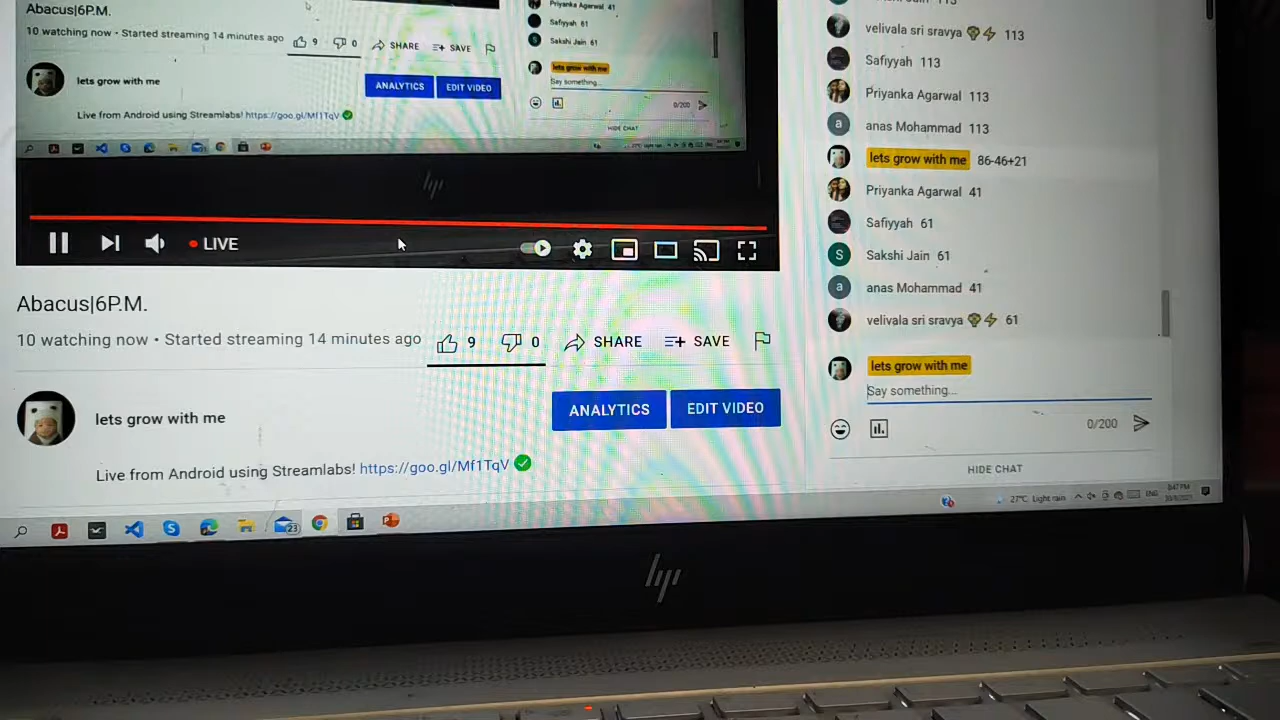 Abacus|6P.M.
10 watching now • Started streaming 14 minutes ago
9
0
SHARE
SAVE
lets grow with me
ANALYTICS
EDIT VIDEO
Live from Android using Streamlabs! https://goo.gl/Mf1TqV
Priyanka Agarwal 41
Safiyyah 61
Sakshi Jain 61
lets grow with me
Say something...
0/200
HIDE CHAT
hp
LIVE
Abacus|6P.M.
10 watching now • Started streaming 14 minutes ago
9
0
SHARE
SAVE
lets grow with me
ANALYTICS
EDIT VIDEO
Live from Android using Streamlabs! https://goo.gl/Mf1TqV
113
velivala sri sravya 113
Safiyyah 113
Priyanka Agarwal 113
a
anas Mohammad 113
lets grow with me 86-46+21
Priyanka Agarwal 41
Safiyyah 61
S
Sakshi Jain 61
a
anas Mohammad 41
velivala sri sravya 61
lets grow with me
Say something...
0/200
HIDE CHAT
23
27°C Light rain
ENG
hp